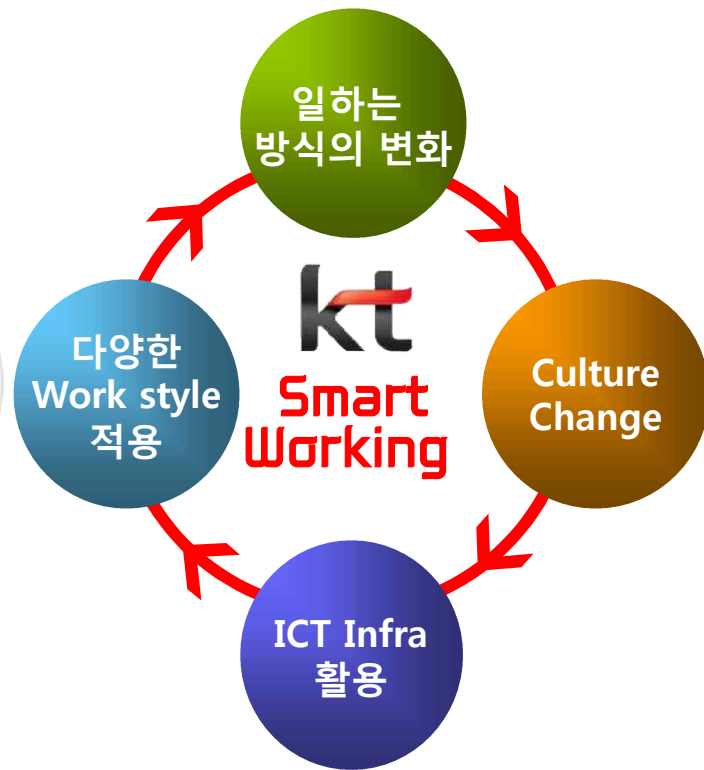 일하는
방식의 변화
kt
Smart
Working
다양한
Work style
적용
Culture
Change
ICT Infra
활용